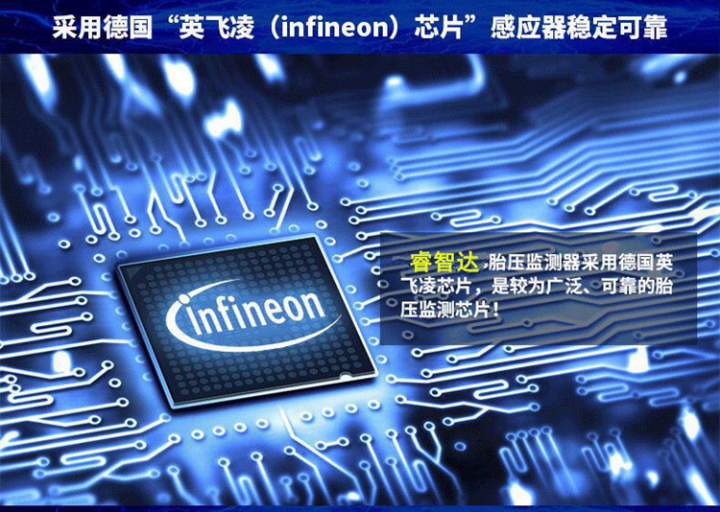 采用德国“英飞凌（infineon）芯片”感应器稳定可靠
infineon
睿智达,胎压监测器采用德国英
飞凌芯片，是较为广泛、可靠的胎
压监测芯片！